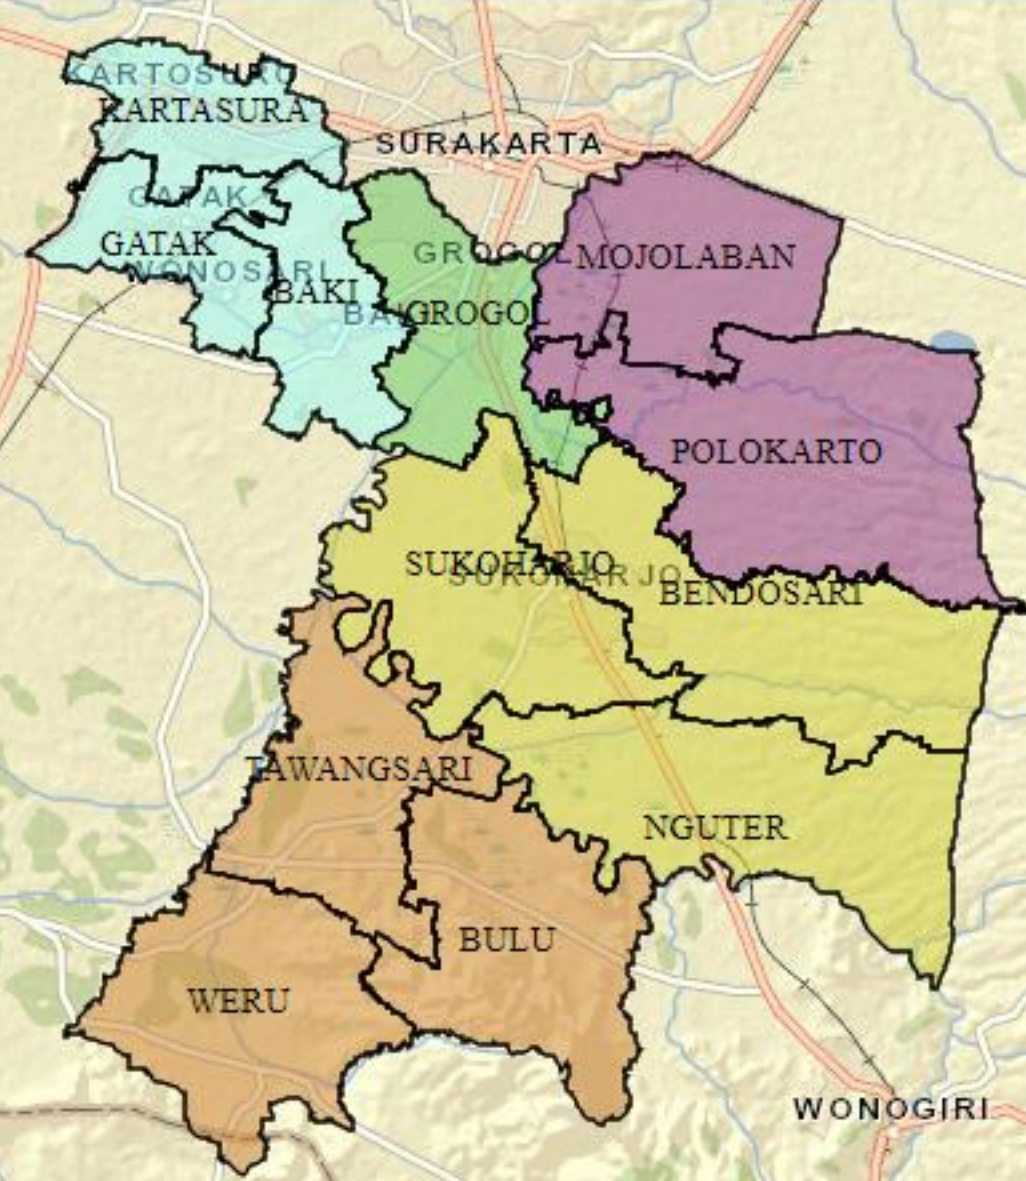 KARTOSURO
KARTASURA
SURAKARTA
GATAK
GATAK
WONOSARI
GROGOL
MOJOLABAN
BAKI
BAKI
GROGOL
POLOKARTO
SUKOHARJO
SUKOHARJO
BENDOSARI
TAWANGSARI
NGUTER
BULU
WERU
WONOGIRI